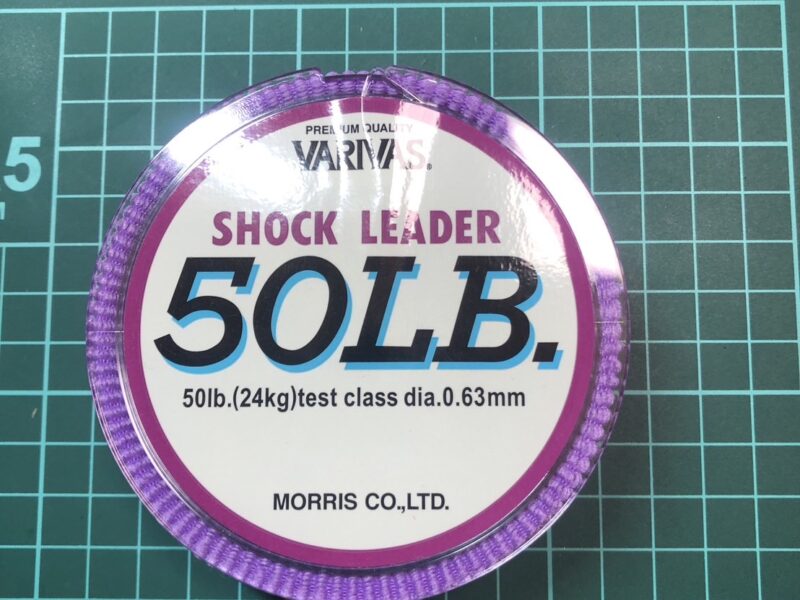 5
PREMIUM QUALITY
VARIVAS®
SHOCK LEADER
50LB.
50lb.(24kg)test class dia.0.63mm
MORRIS CO.,LTD.